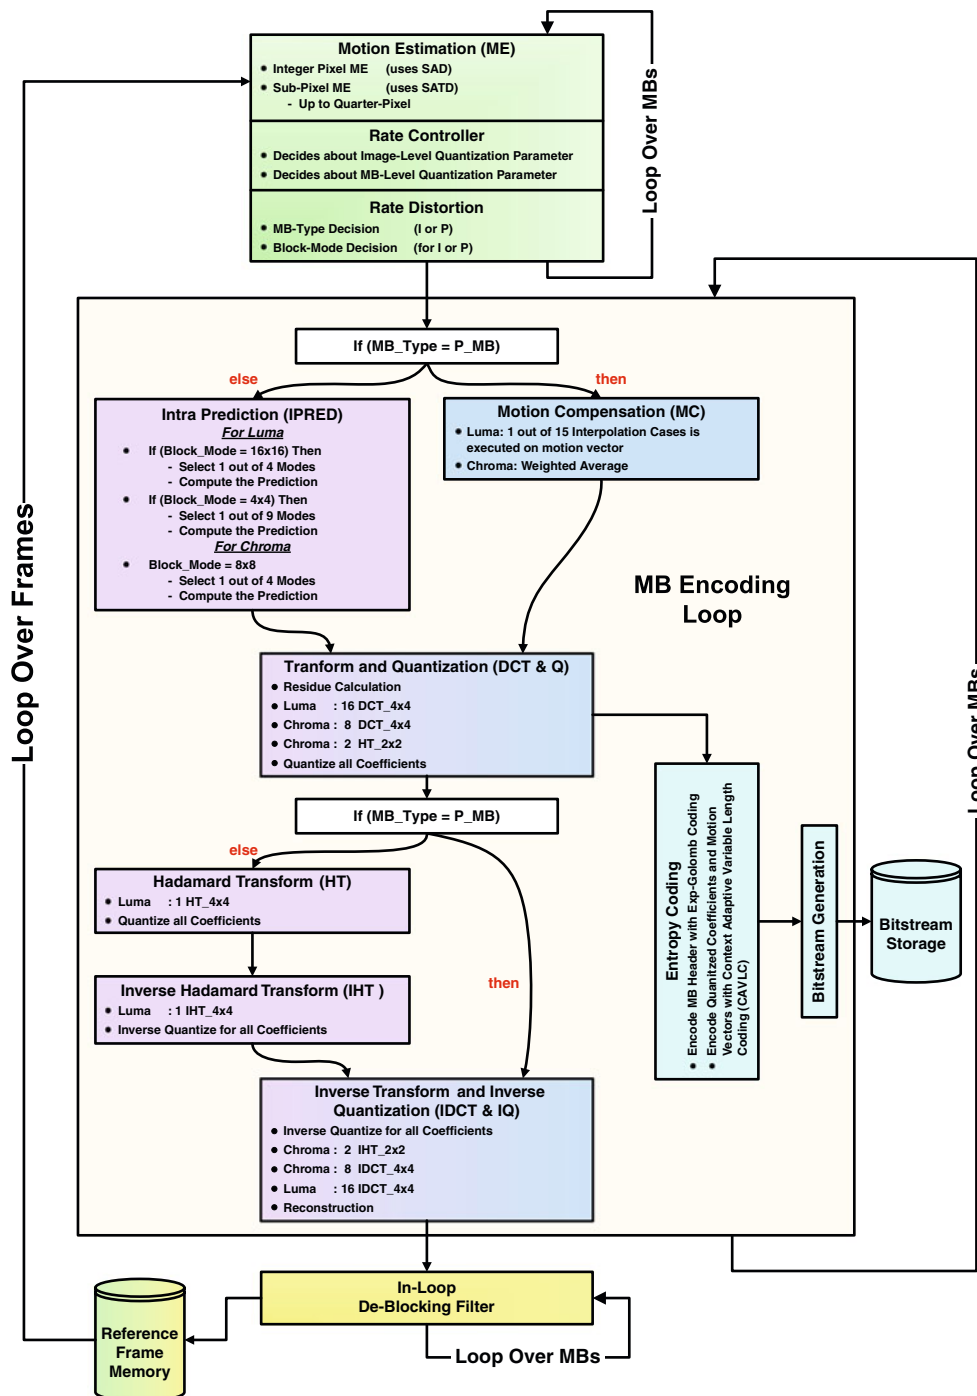 Motion Estimation (ME)
Integer Pixel ME (uses SAD)
Sub-Pixel ME (uses SATD)
- Up to Quarter-Pixel
Rate Controller
Decides about Image-Level Quantization Parameter
Decides about MB-Level Quantization Parameter
Rate Distortion
MB-Type Decision (I or P)
Block-Mode Decision (for I or P)
Loop Over MBs
If (MB_Type = P_MB)
else
then
Intra Prediction (IPRED)
For Luma
If (Block_Mode = 16x16) Then
- Select 1 out of 4 Modes
- Compute the Prediction
If (Block_Mode = 4x4) Then
- Select 1 out of 9 Modes
- Compute the Prediction
For Chroma
Block_Mode = 8x8
- Select 1 out of 4 Modes
- Compute the Prediction
Motion Compensation (MC)
Luma: 1 out of 15 Interpolation Cases is
executed on motion vector
Chroma: Weighted Average
MB Encoding
Loop
Loop Over Frames
Tranform and Quantization (DCT & Q)
Residue Calculation
Luma : 16 DCT_4x4
Chroma : 8 DCT_4x4
Chroma : 2 HT_2x2
Quantize all Coefficients
If (MB_Type = P_MB)
else
then
Hadamard Transform (HT)
Luma : 1 HT_4x4
Quantize all Coefficients
Inverse Hadamard Transform (IHT )
Luma : 1 IHT_4x4
Inverse Quantize for all Coefficients
Inverse Transform and Inverse
Quantization (IDCT & IQ)
Inverse Quantize for all Coefficients
Chroma : 2 IHT_2x2
Chroma : 8 IDCT_4x4
Luma : 16 IDCT_4x4
Reconstruction
Entropy Coding
Encode MB Header with Exp-Golomb Coding
Encode Quanitzed Coefficients and Motion
Vectors with Context Adaptive Variable Length
Coding (CAVLC)
Bitstream Generation
Bitstream
Storage
Loop Over MBs
In-Loop
De-Blocking Filter
Loop Over MBs
Reference
Frame
Memory